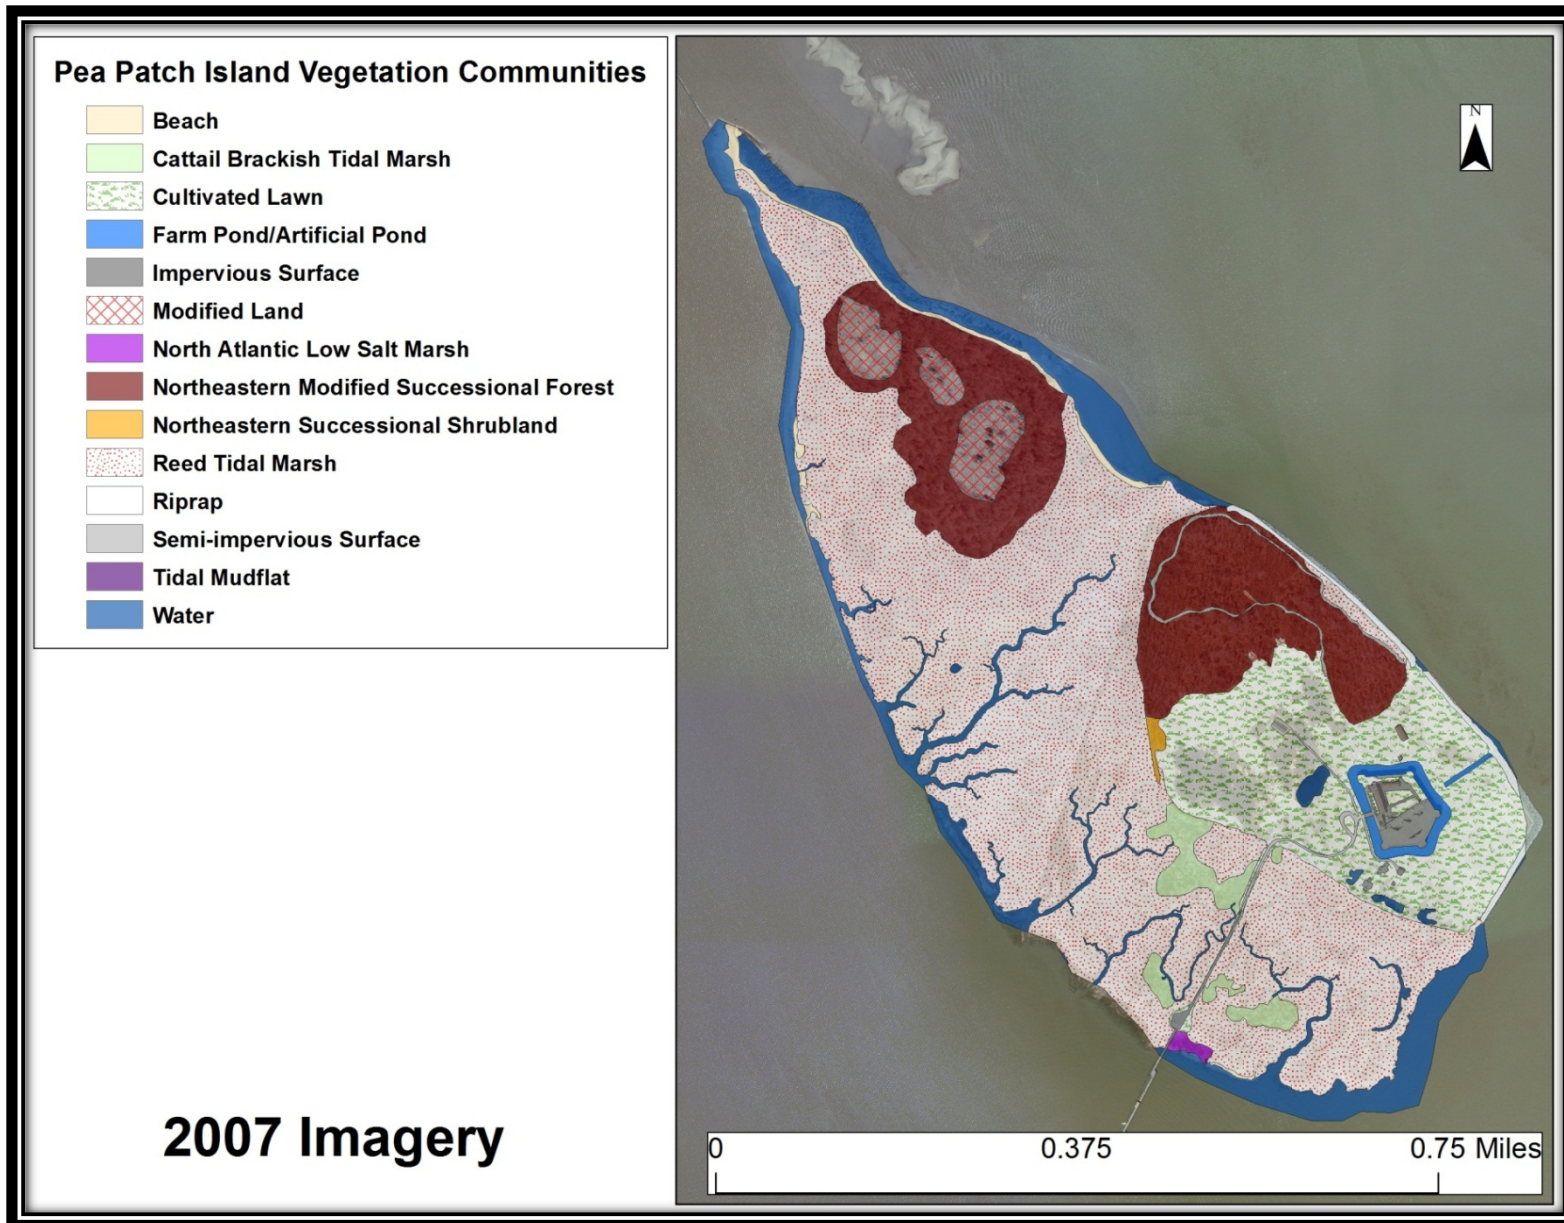 Pea Patch Island Vegetation Communities
Beach
Cattail Brackish Tidal Marsh
Cultivated Lawn
Farm Pond/Artificial Pond
Impervious Surface
Modified Land
North Atlantic Low Salt Marsh
Northeastern Modified Successional Forest
Northeastern Successional Shrubland
Reed Tidal Marsh
Riprap
Semi-impervious Surface
Tidal Mudflat
Water
2007 Imagery
N
0 0.375 0.75 Miles